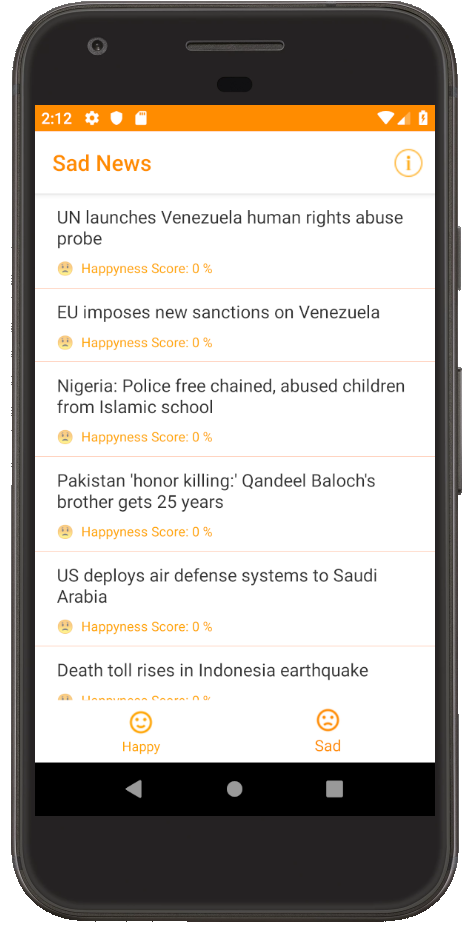 2:12
Sad News
UN launches Venezuela human rights abuse
probe
Happyness Score: 0 %
EU imposes new sanctions on Venezuela
Happyness Score: 0 %
Nigeria: Police free chained, abused children
from Islamic school
Happyness Score: 0 %
Pakistan 'honor killing:' Qandeel Baloch's
brother gets 25 years
Happyness Score: 0 %
US deploys air defense systems to Saudi
Arabia
Happyness Score: 0 %
Death toll rises in Indonesia earthquake
Happyness Score: 0 %
Happy
Sad